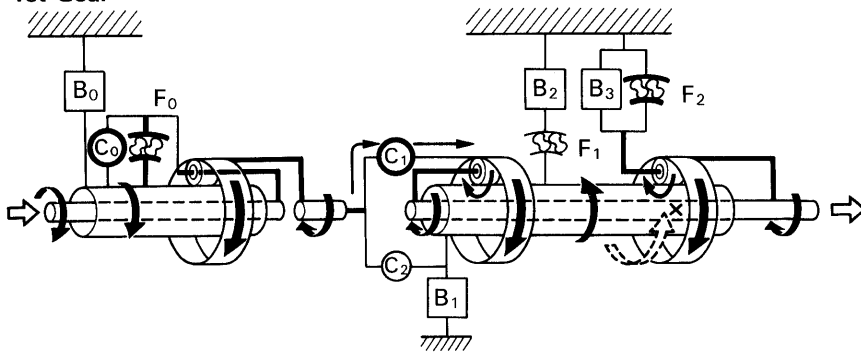 1st Gear
B₀
F₀
C₀
C₁
C₂
B₁
B₂
F₁
B₃
F₂